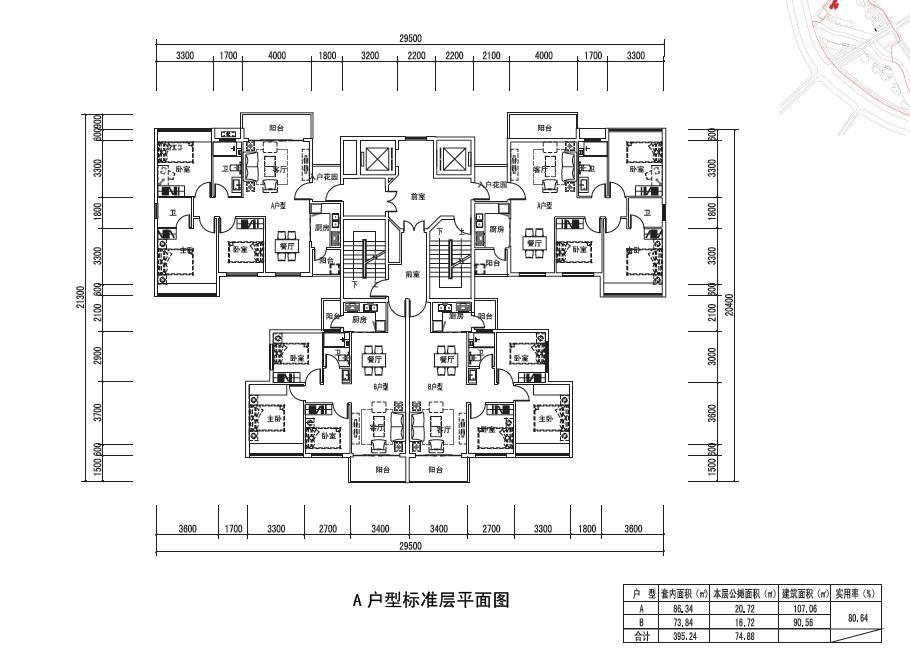 29500
3300 1700 4000 1800 3200 2200 2200 2100 4000 1700 3300
阳台 阳台
卧室 卫 客厅 入户花园 前室 入户花园 客厅 卫 卧室
A户型 A户型
卫 厨房 厨房 卫
主卧 卧室 餐厅 阳台 下 上 前室 下 上 阳台 餐厅 卧室 主卧
阳台 厨房 厨房 阳台
卧室 卫 餐厅 餐厅 卫 卧室
B户型 B户型
主卧 卧室 客厅 客厅 卧室 主卧
阳台 阳台
21300
600 900
3300
1800
3300
600
2100
2900
3700
600
1500
600
3300
1800
3300
600
2100
3000
3600
600
1500
20400
3600 1700 3300 2700 3400 3400 2700 3300 1800 3600
29500
A户型标准层平面图
户 型 套内面积（㎡） 本层公摊面积（㎡） 建筑面积（㎡） 实用率（%）
A 86.34 20.72 107.06 80.64
B 73.84 16.72 90.56
合计 395.24 74.88